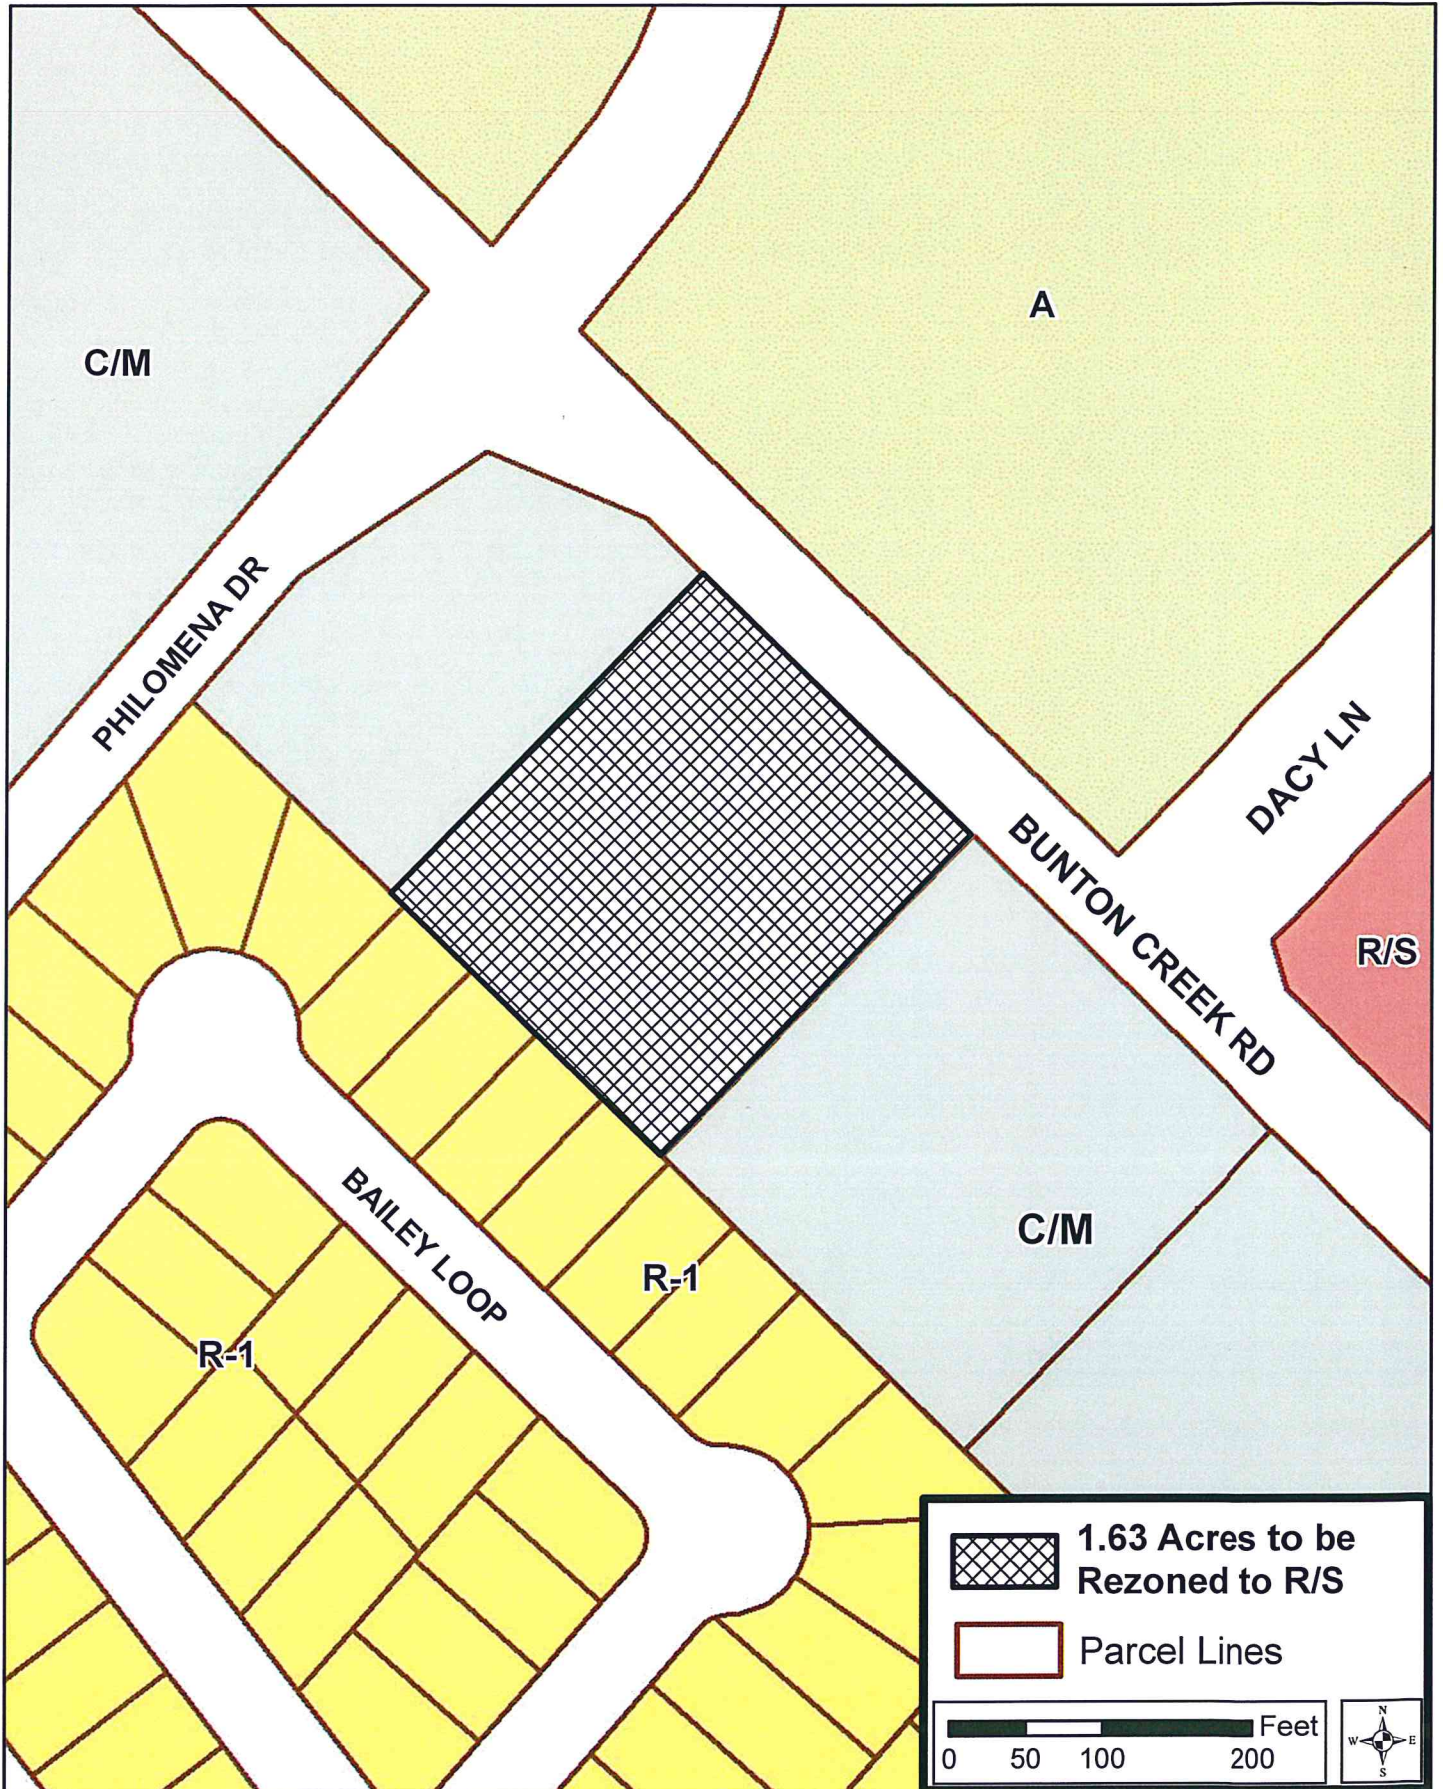 A
C/M
PHILOMENA DR
DACY LN
BUNTON CREEK RD
R/S
BAILEY LOOP
C/M
R-1
R-1
1.63 Acres to be
Rezoned to R/S
Parcel Lines
Feet
0 50 100 200
N
W E
S